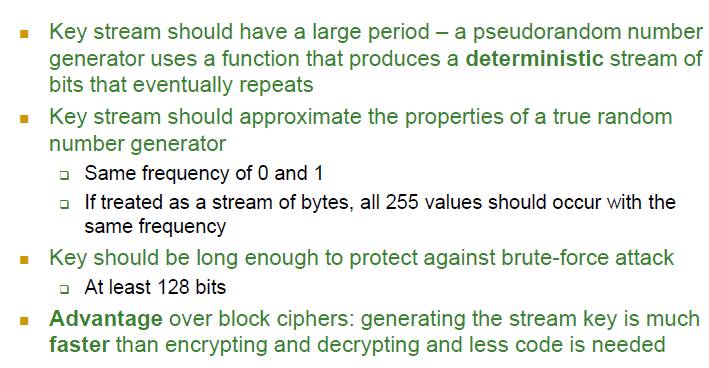 Key stream should have a large period – a pseudorandom number
generator uses a function that produces a deterministic stream of
bits that eventually repeats
Key stream should approximate the properties of a true random
number generator
Same frequency of 0 and 1
If treated as a stream of bytes, all 255 values should occur with the
same frequency
Key should be long enough to protect against brute-force attack
At least 128 bits
Advantage over block ciphers: generating the stream key is much
faster than encrypting and decrypting and less code is needed